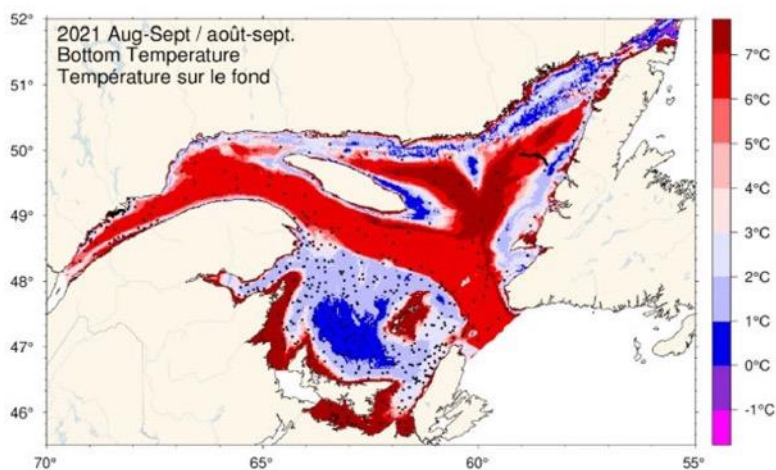 2021 Aug-Sept / août-sept.
Bottom Temperature
Température sur le fond
52°
51°
50°
49°
48°
47°
46°
70°
65°
60°
55°
7°C
6°C
5°C
4°C
3°C
2°C
1°C
0°C
-1°C